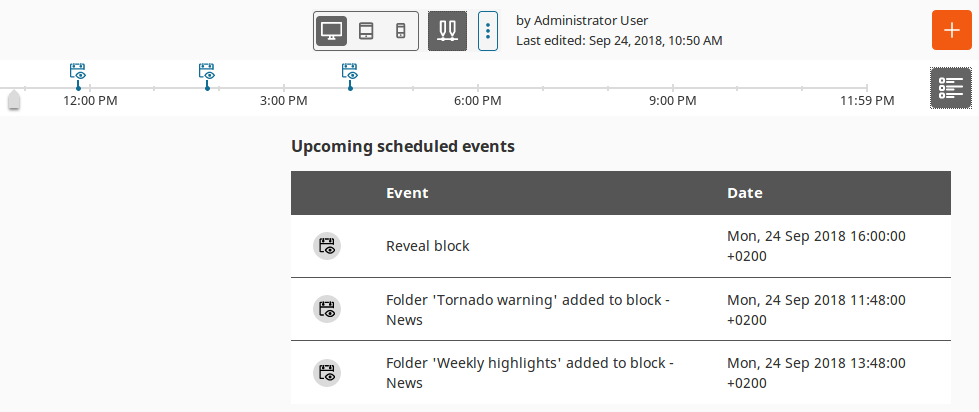 by Administrator User
Last edited: Sep 24, 2018, 10:50 AM
12:00 PM 3:00 PM 6:00 PM 9:00 PM 11:59 PM
Upcoming scheduled events
Event Date
Reveal block Mon, 24 Sep 2018 16:00:00
+0200
Folder 'Tornado warning' added to block - Mon, 24 Sep 2018 11:48:00
News +0200
Folder 'Weekly highlights' added to block - Mon, 24 Sep 2018 13:48:00
News +0200